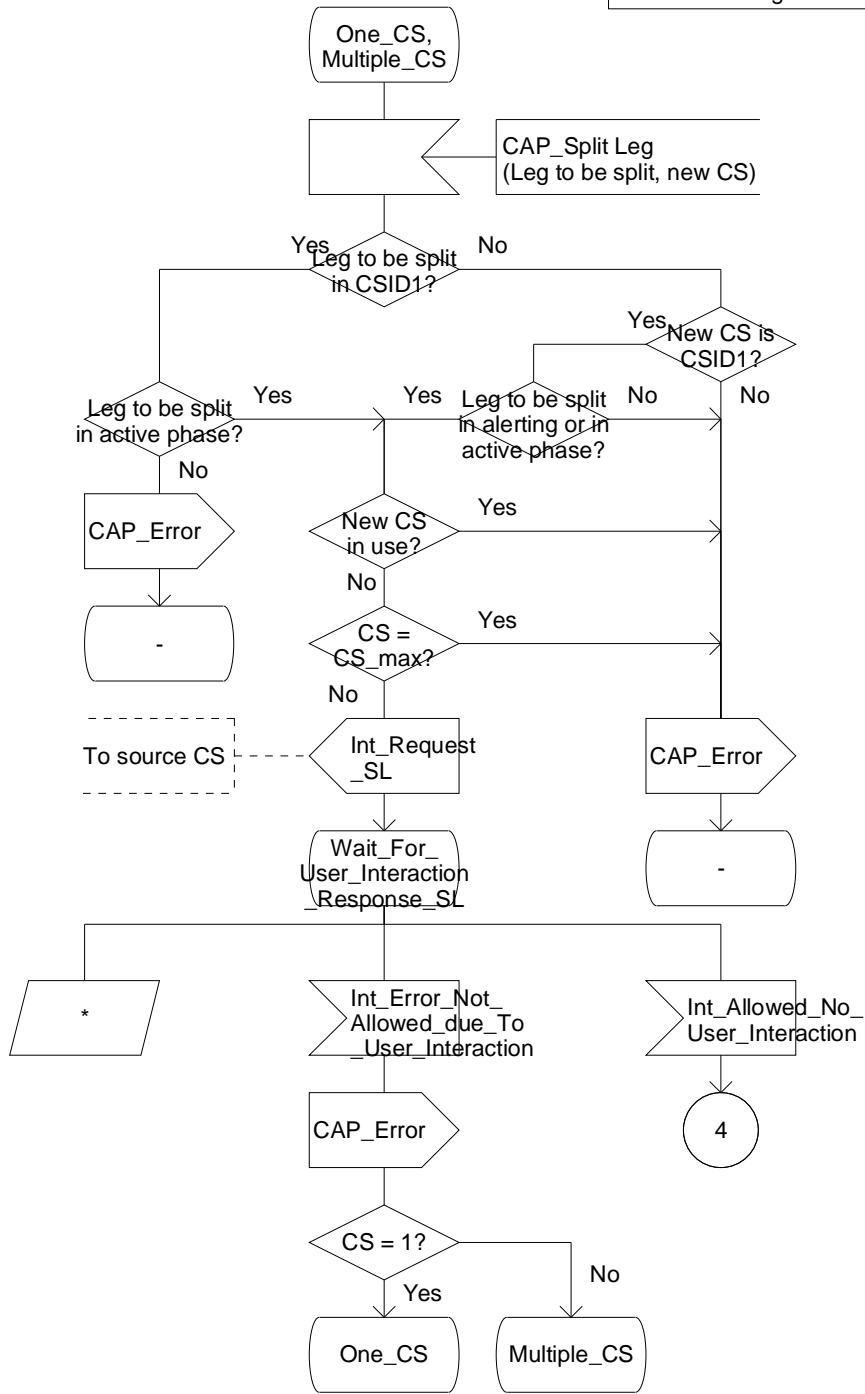 One_CS,
Multiple_CS
CAP_Split Leg
(Leg to be split, new CS)
Yes
Leg to be split
in CSID1?
No
Yes
New CS is
CSID1?
No
Leg to be split
in active phase?
Yes
No
Yes
Leg to be split
in alerting or in
active phase?
No
CAP_Error
-
New CS
in use?
Yes
No
CS =
CS_max?
Yes
No
To source CS
Int_Request
_SL
CAP_Error
-
Wait_For_
User_Interaction
_Response_SL
*
Int_Error_Not_
Allowed_due_To
_User_Interaction
Int_Allowed_No_
User_Interaction
CAP_Error
4
CS = 1?
No
Yes
One_CS
Multiple_CS